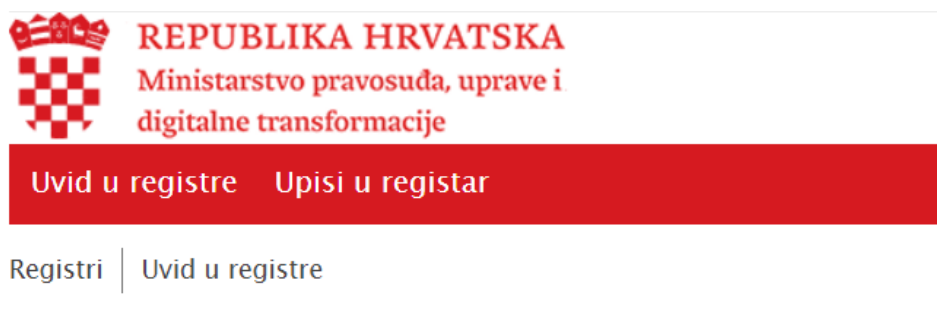 REPUBLIKA HRVATSKA
Ministarstvo pravosuđa, uprave i
digitalne transformacije
Uvid u registre Upisi u registar
Registri Uvid u registre